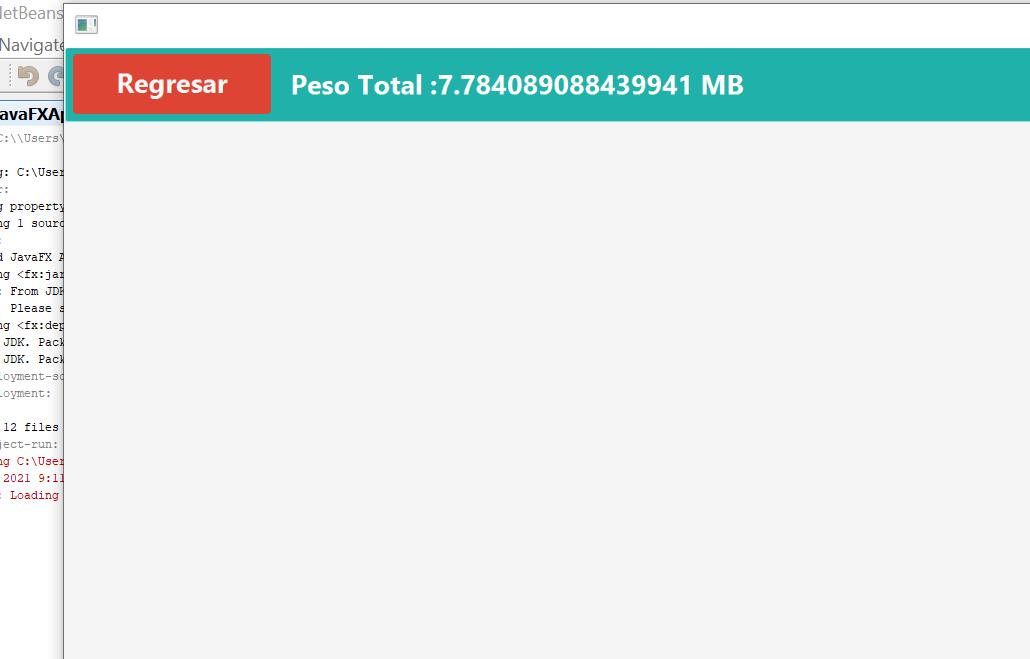 letBeans
Navigate
avaFXAp
C:\\Users\
g: C:\User
r:
g property
ng 1 sourc
:
d JavaFX A
ng <fx:jar
: From JDK
Please s
ng <fx:dep
JDK. Pack
JDK. Pack
loyment-sc
loyment:
12 files
ject-run:
ng C:\User
2021 9:11
: Loading
Regresar
Peso Total :7.784089088439941 MB